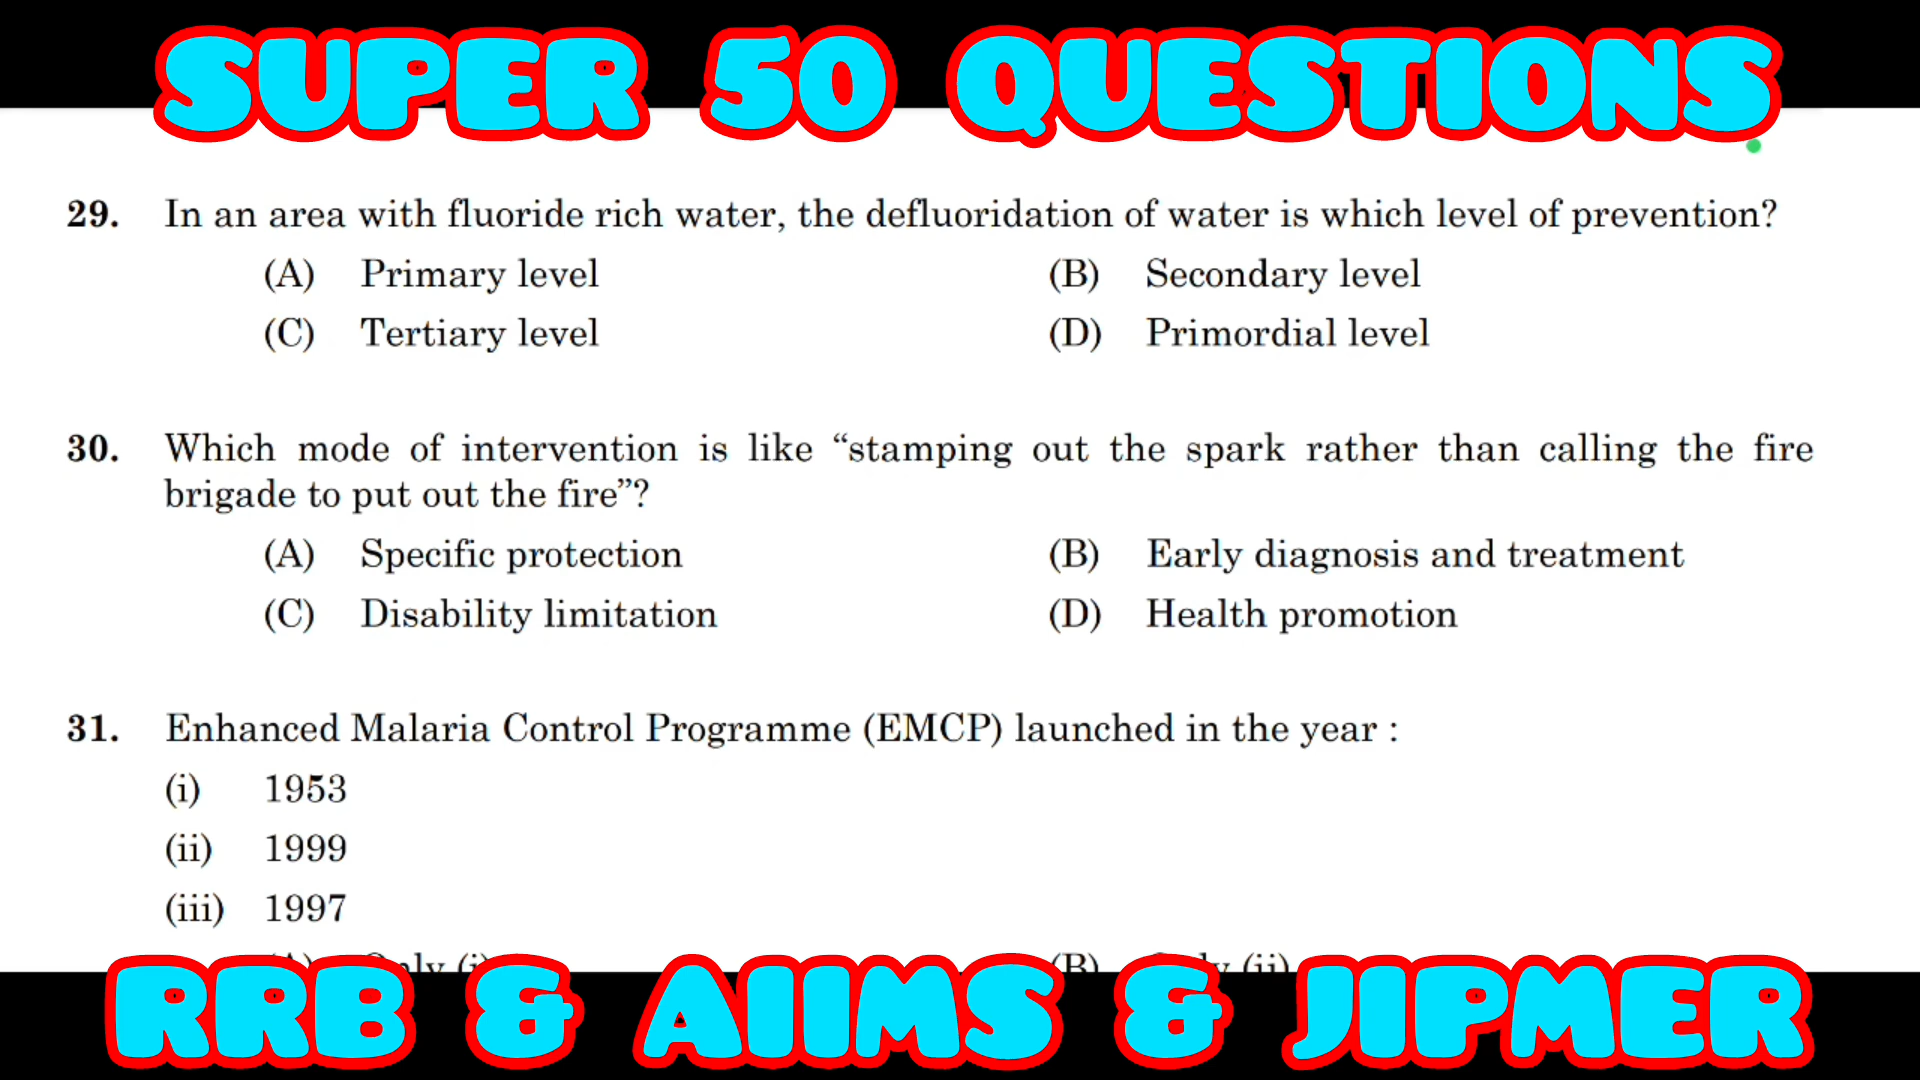 SUPER 50 QUESTIONS
29. In an area with fluoride rich water, the defluoridation of water is which level of prevention?
(A) Primary level (B) Secondary level
(C) Tertiary level (D) Primordial level
30. Which mode of intervention is like “stamping out the spark rather than calling the fire
brigade to put out the fire”?
(A) Specific protection (B) Early diagnosis and treatment
(C) Disability limitation (D) Health promotion
31. Enhanced Malaria Control Programme (EMCP) launched in the year :
(i) 1953
(ii) 1999
(iii) 1997
(A) Only (i) (B) Only (ii)
RRB & AIIMS & JIPMER